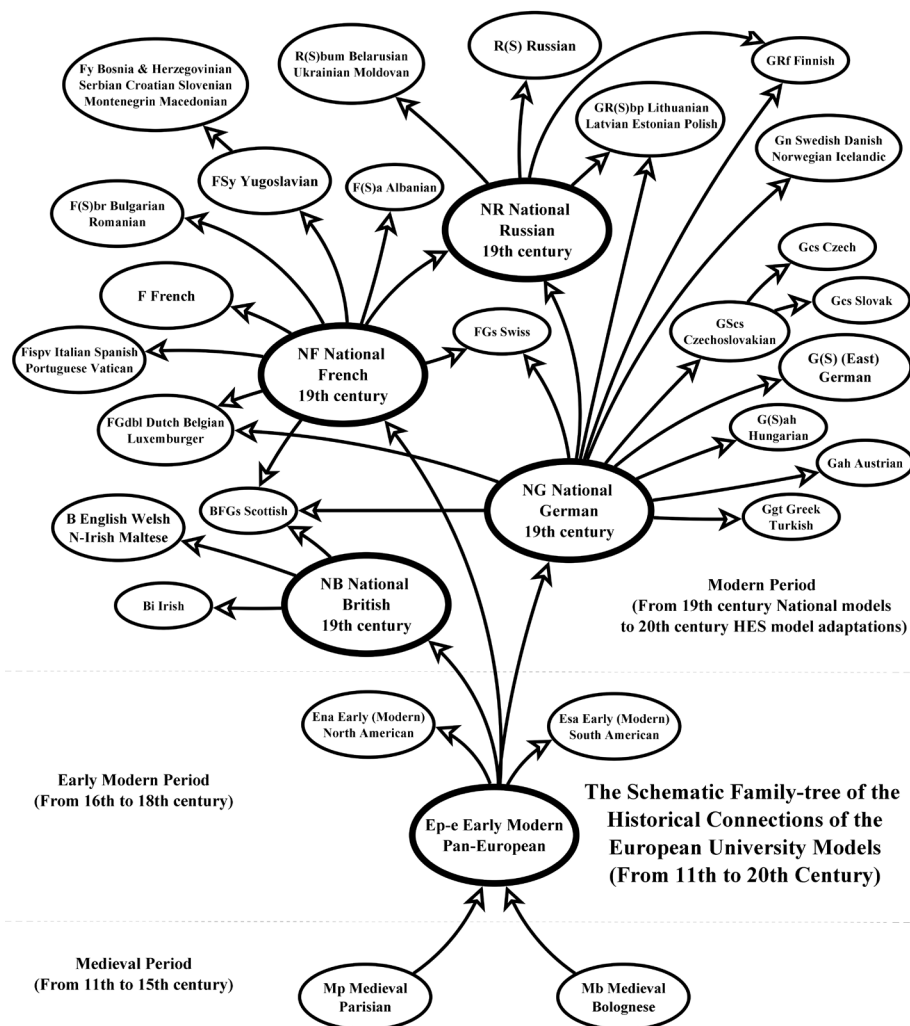 R(S) Russian
R(S)bum Belarusian
Ukrainian Moldovan
GRf Finnish
Fy Bosnia & Herzegovinian
Serbian Croatian Slovenian
Montenegrin Macedonian
GR(S)bp Lithuanian
Latvian Estonian Polish
Gn Swedish Danish
Norwegian Icelandic
FSy Yugoslavian
F(S)a Albanian
F(S)br Bulgarian
Romanian
NR National
Russian
19th century
Gcs Czech
F French
Gcs Slovak
FGs Swiss
GScs
Czechoslovakian
Fispv Italian Spanish
Portuguese Vatican
NF National
French
19th century
G(S) (East)
German
FGdbl Dutch Belgian
Luxemburger
G(S)ah
Hungarian
Gah Austrian
NG National
German
19th century
BFGs Scottish
Ggt Greek
Turkish
B English Welsh
N-Irish Maltese
NB National
British
19th century
Bi Irish
Modern Period
(From 19th century National models
to 20th century HES model adaptations)
Ena Early (Modern)
North American
Esa Early (Modern)
South American
Early Modern Period
(From 16th to 18th century)
Ep-e Early Modern
Pan-European
The Schematic Family-tree of the
Historical Connections of the
European University Models
(From 11th to 20th Century)
Medieval Period
(From 11th to 15th century)
Mp Medieval
Parisian
Mb Medieval
Bolognese